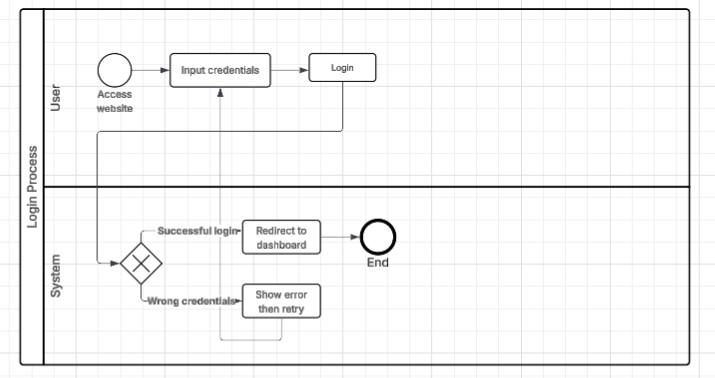 Login Process
User
Access
website
Input credentials
Login
System
Successful login
Redirect to
dashboard
End
Wrong credentials
Show error
then retry